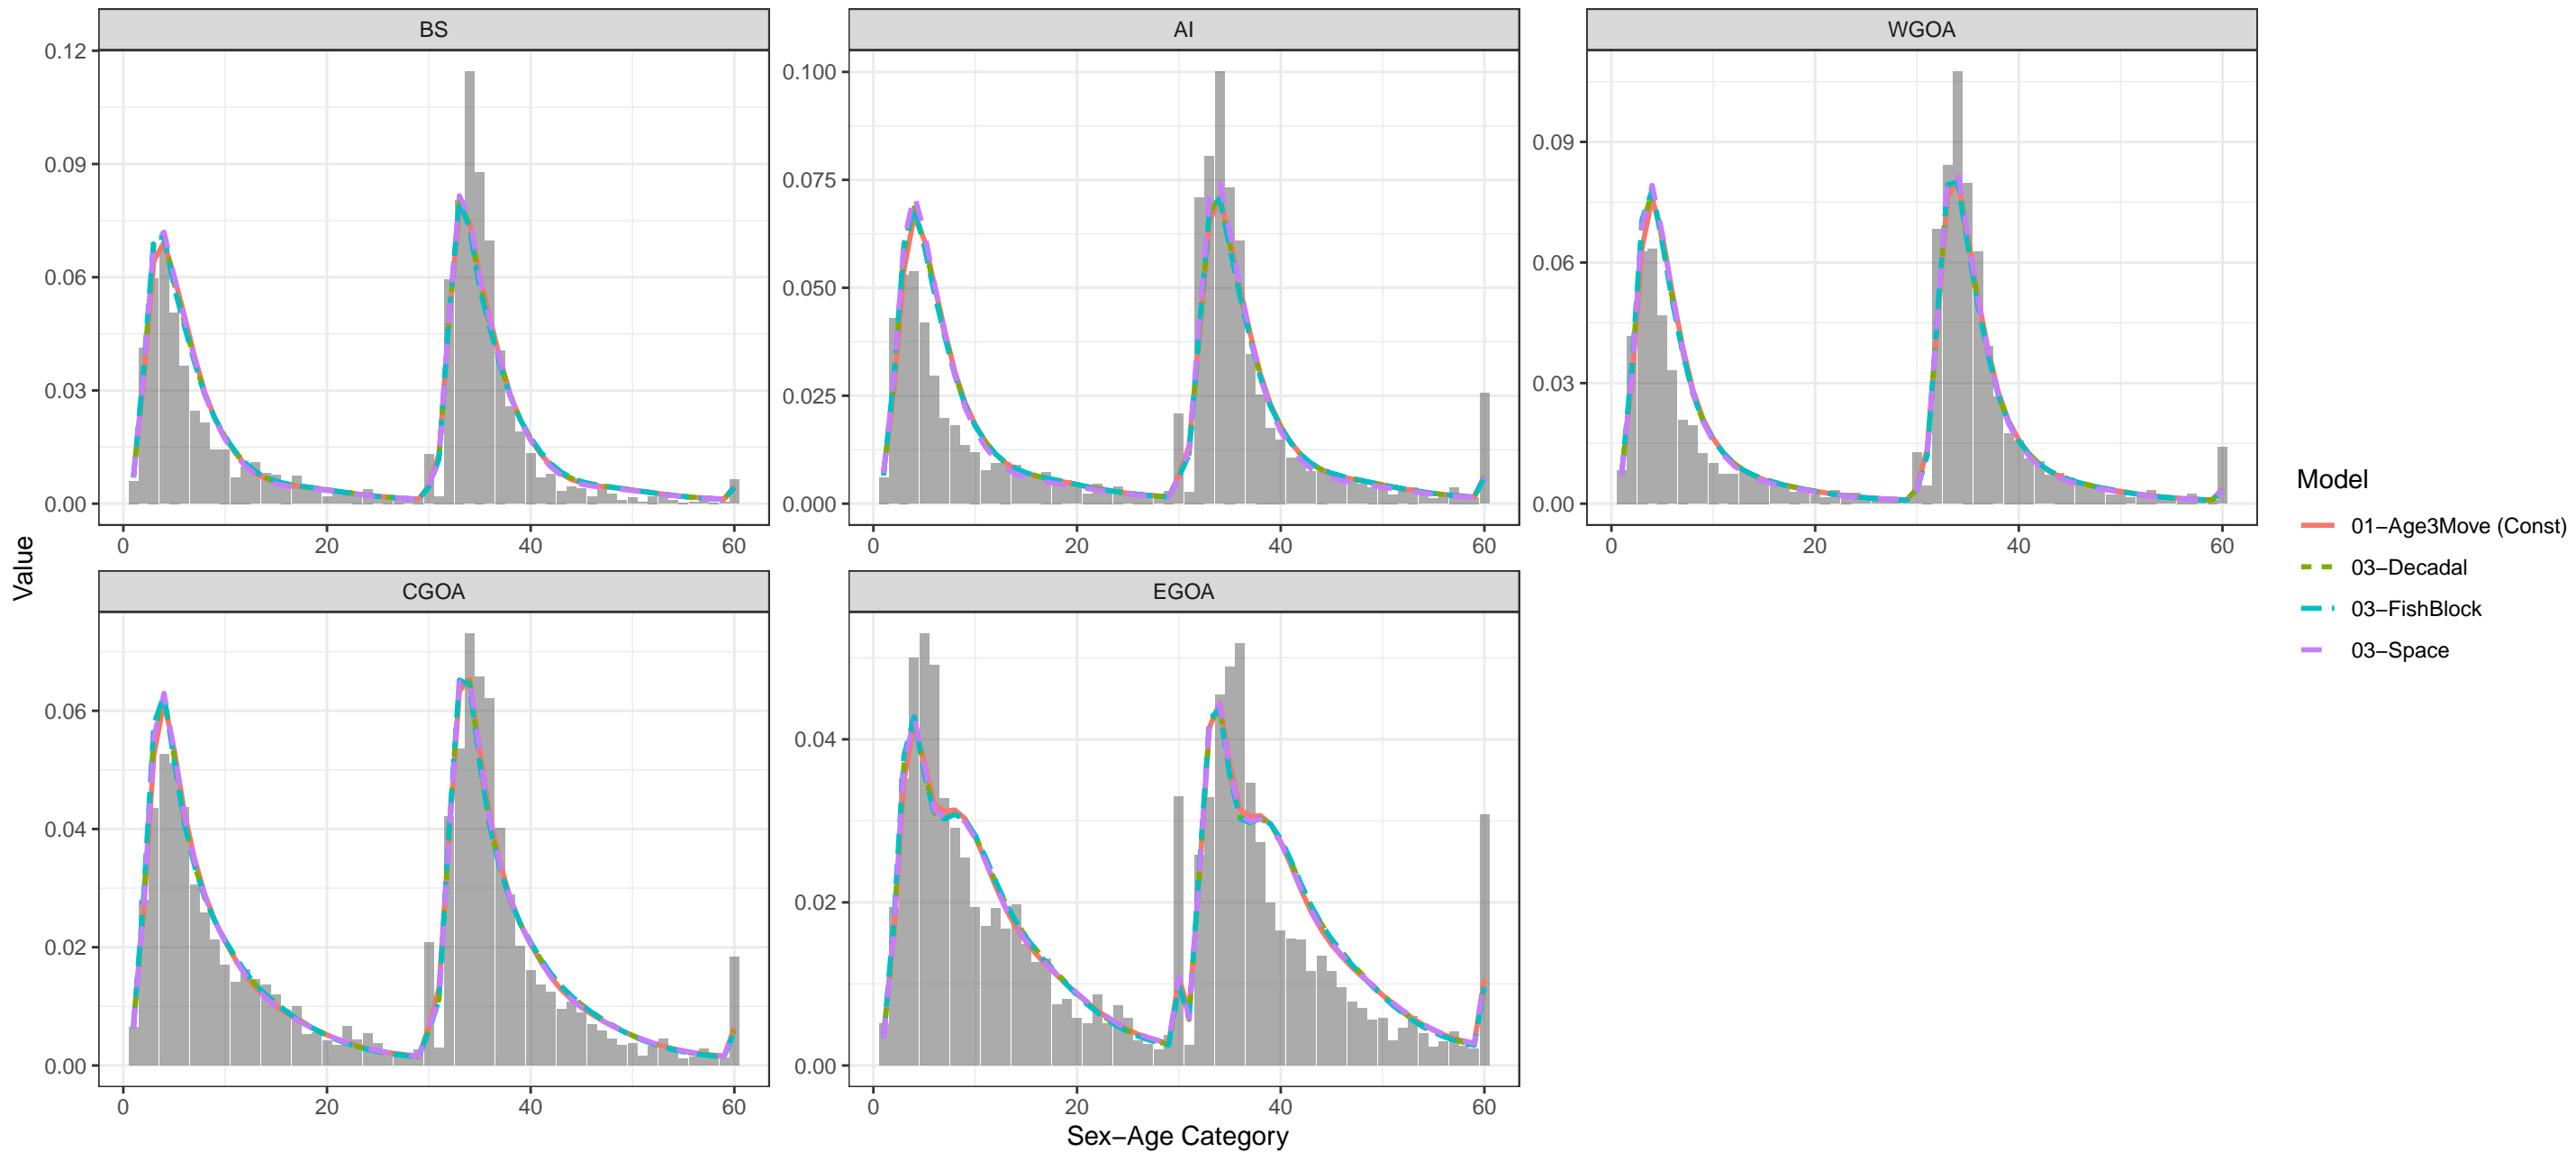 BS
AI
WGOA
0.12
0.09
0.06
0.03
0.00
0.100
0.075
0.050
0.025
0.000
0.09
0.06
0.03
0.00
0 20 40 60
0 20 40 60
0 20 40 60
CGOA
EGOA
0.06
0.04
0.02
0.00
0.04
0.02
0.00
0 20 40 60
0 20 40 60
Value
Sex−Age Category
Model
01−Age3Move (Const)
03−Decadal
03−FishBlock
03−Space